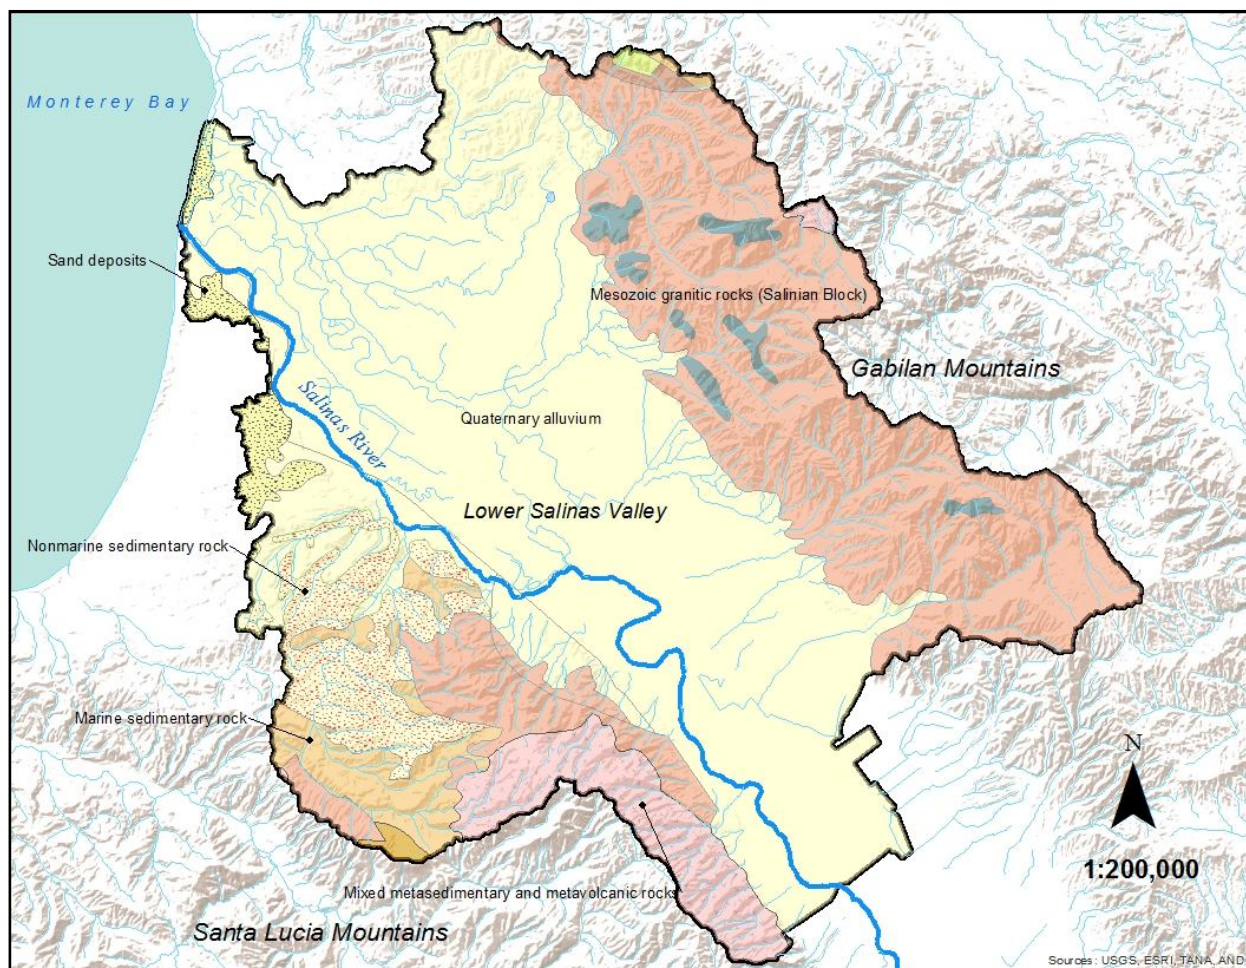 Monterey Bay
Sand deposits
Mesozoic granitic rocks (Salinian Block)
Gabilan Mountains
Salinas River
Quaternary alluvium
Lower Salinas Valley
Nonmarine sedimentary rock
Marine sedimentary rock
N
1:200,000
Mixed metasedimentary and metavolcanic rocks
Santa Lucia Mountains
Sources: USGS, ESRI, TANA, AND